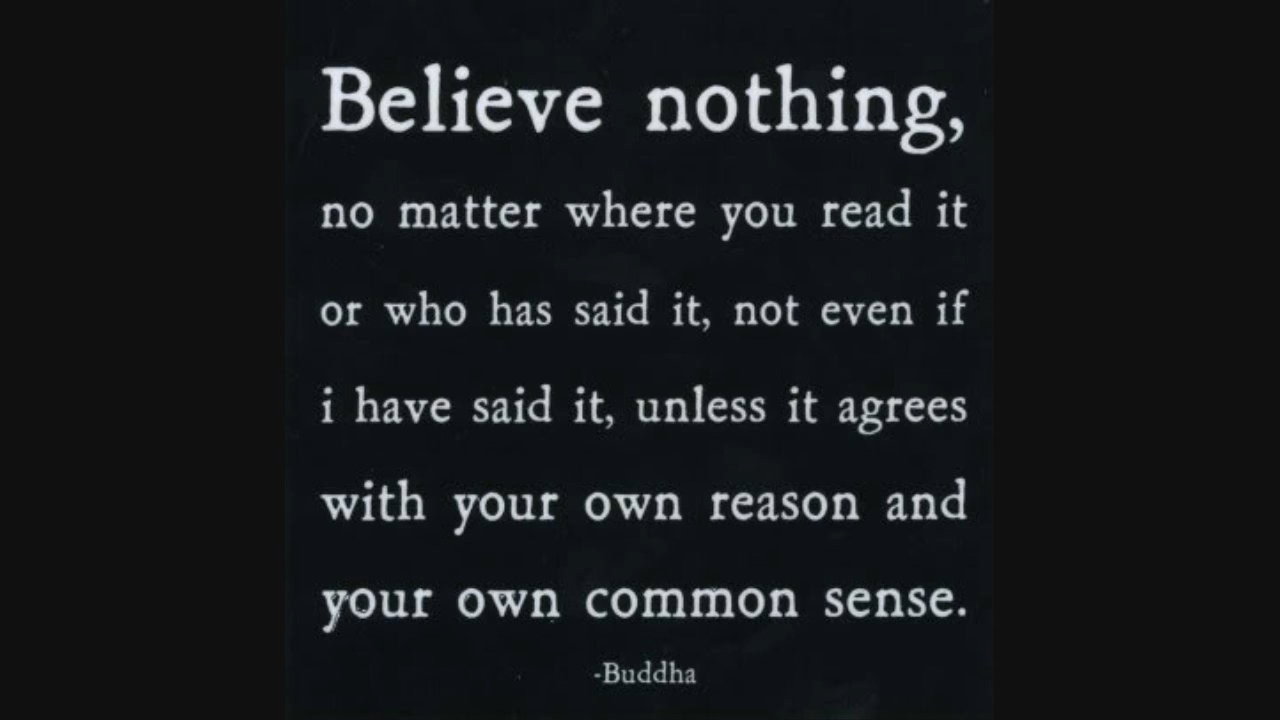 Believe nothing,
no matter where you read it
or who has said it, not even if
i have said it, unless it agrees
with your own reason and
your own common sense.
-Buddha